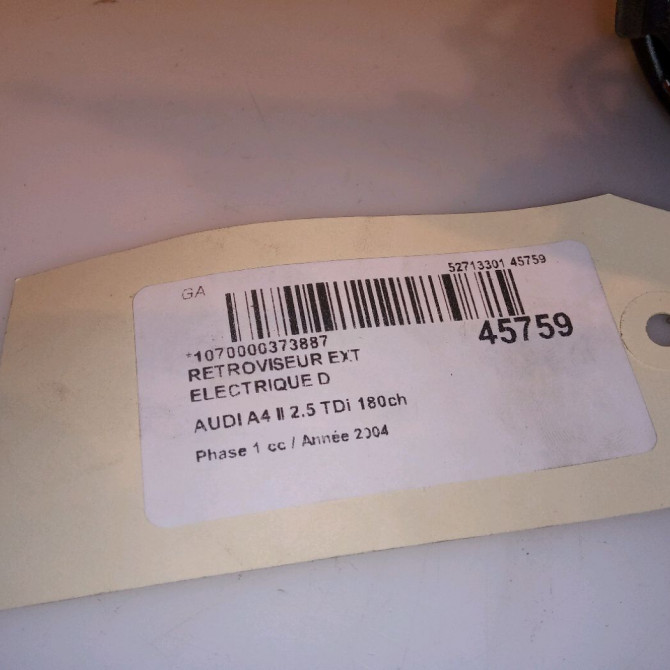 GA
52713301 45759
*1070000373887
45759
RETROVISEUR EXT
ELECTRIQUE D
AUDI A4 II 2.5 TDi 180ch
Phase 1 cc / Année 2004